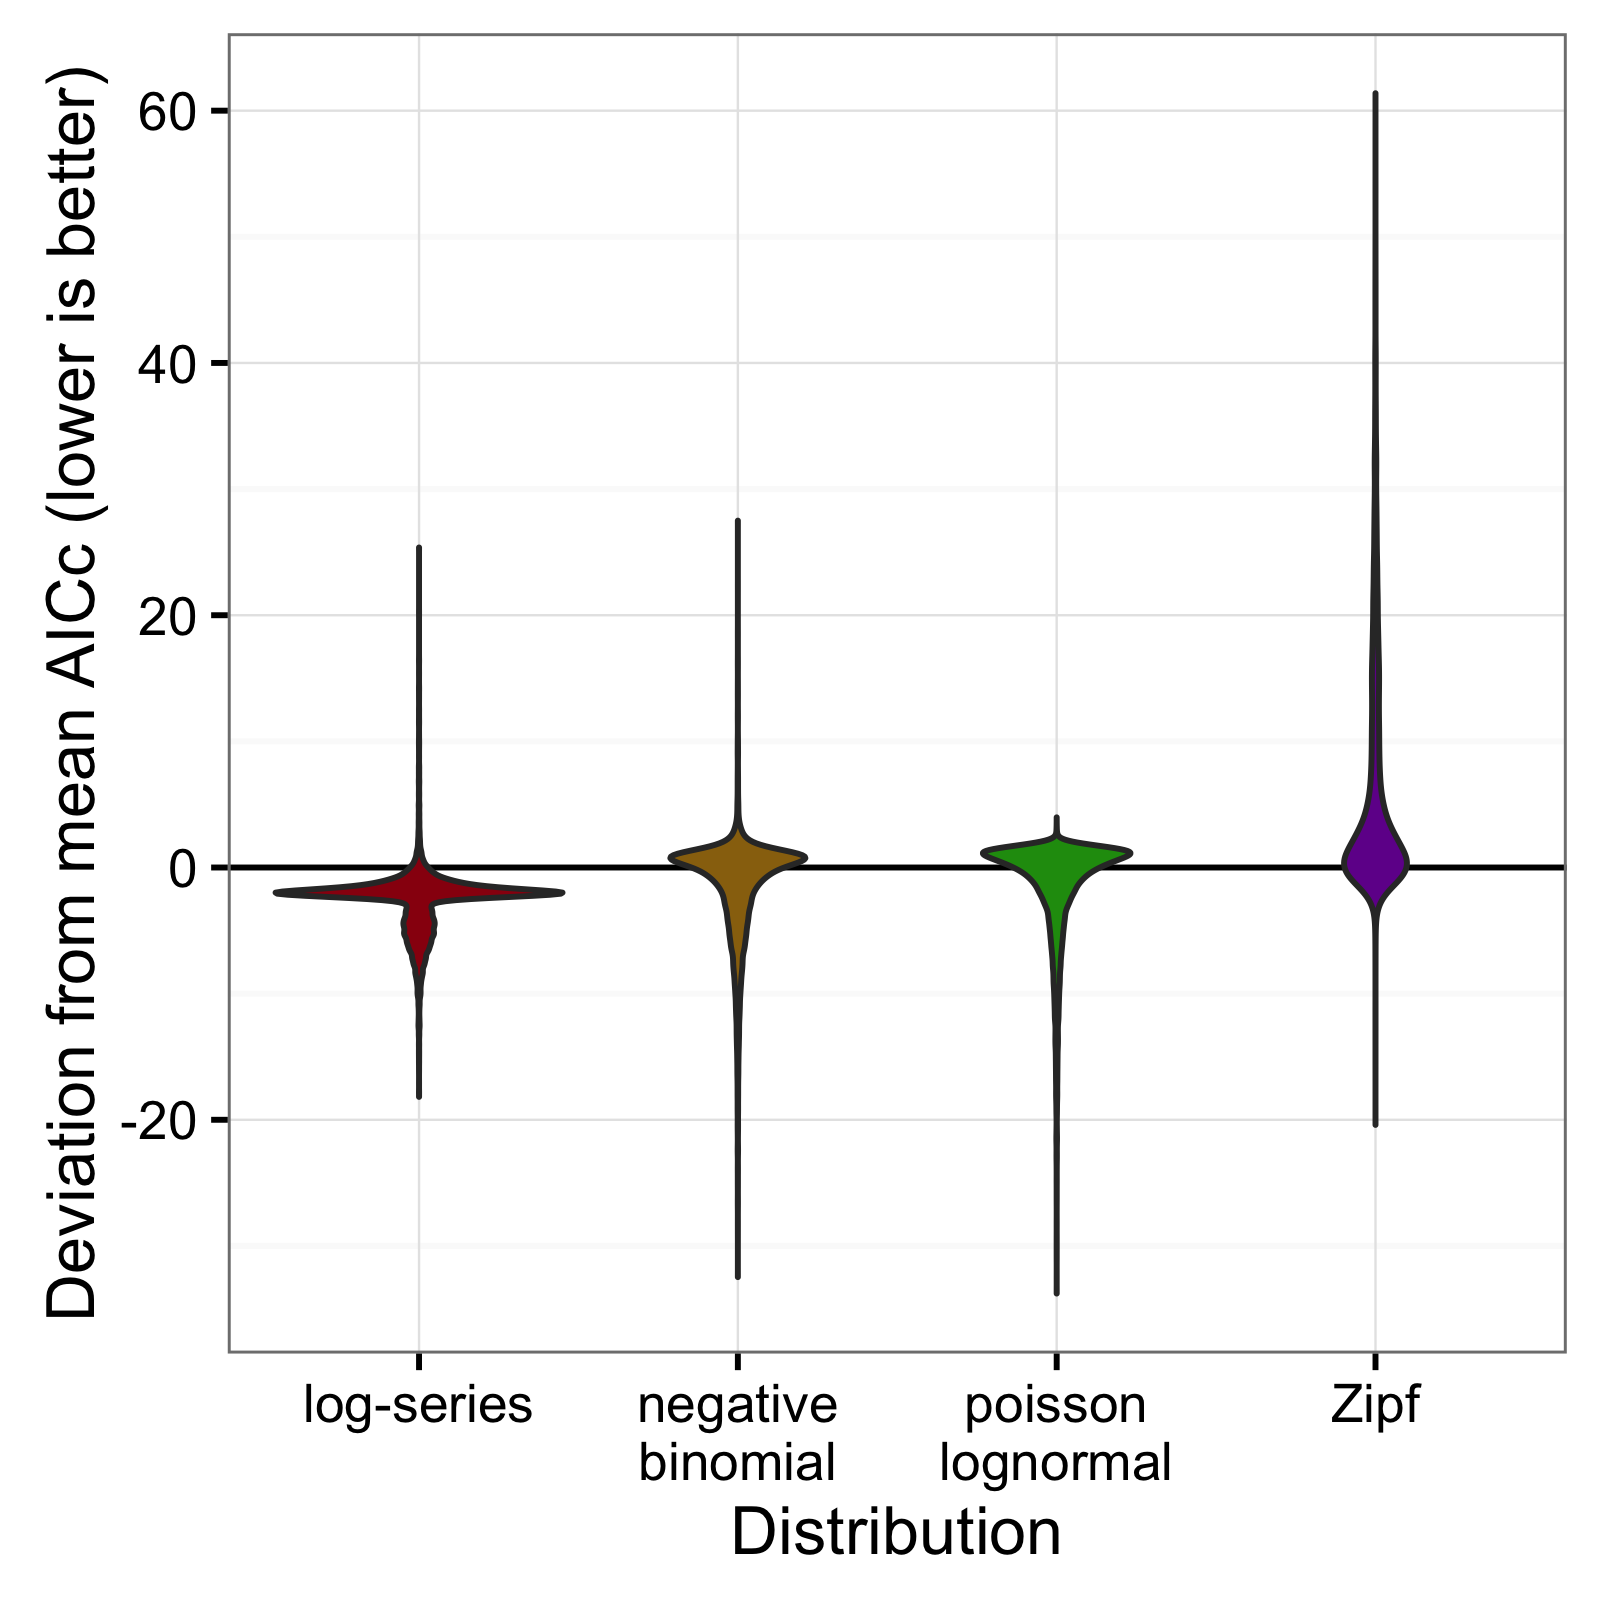 Deviation from mean AICc (lower is better)
60
40
20
0
-20
log-series
negative
binomial
poisson
lognormal
Zipf
Distribution